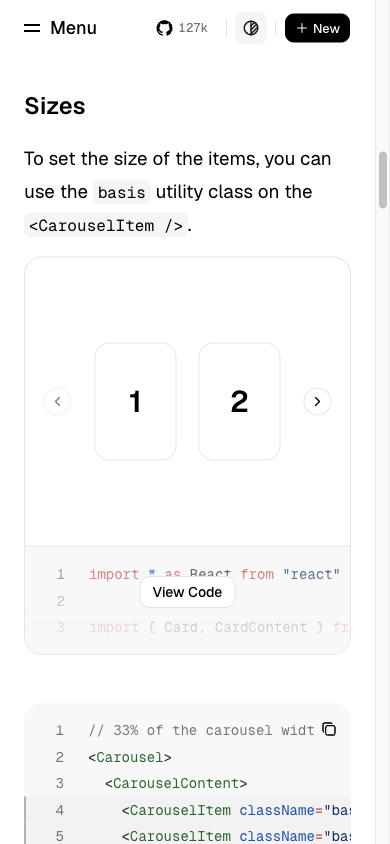 Menu 127k + New
Sizes
To set the size of the items, you can
use the basis utility class on the
<CarouselItem />.
1 2
1 import * as React from "react"
View Code
2
3 import { Card, CardContent } fr
1 // 33% of the carousel widt
2 <Carousel>
3 <CarouselContent>
4 <CarouselItem className="bas
5 <CarouselItem className="bas